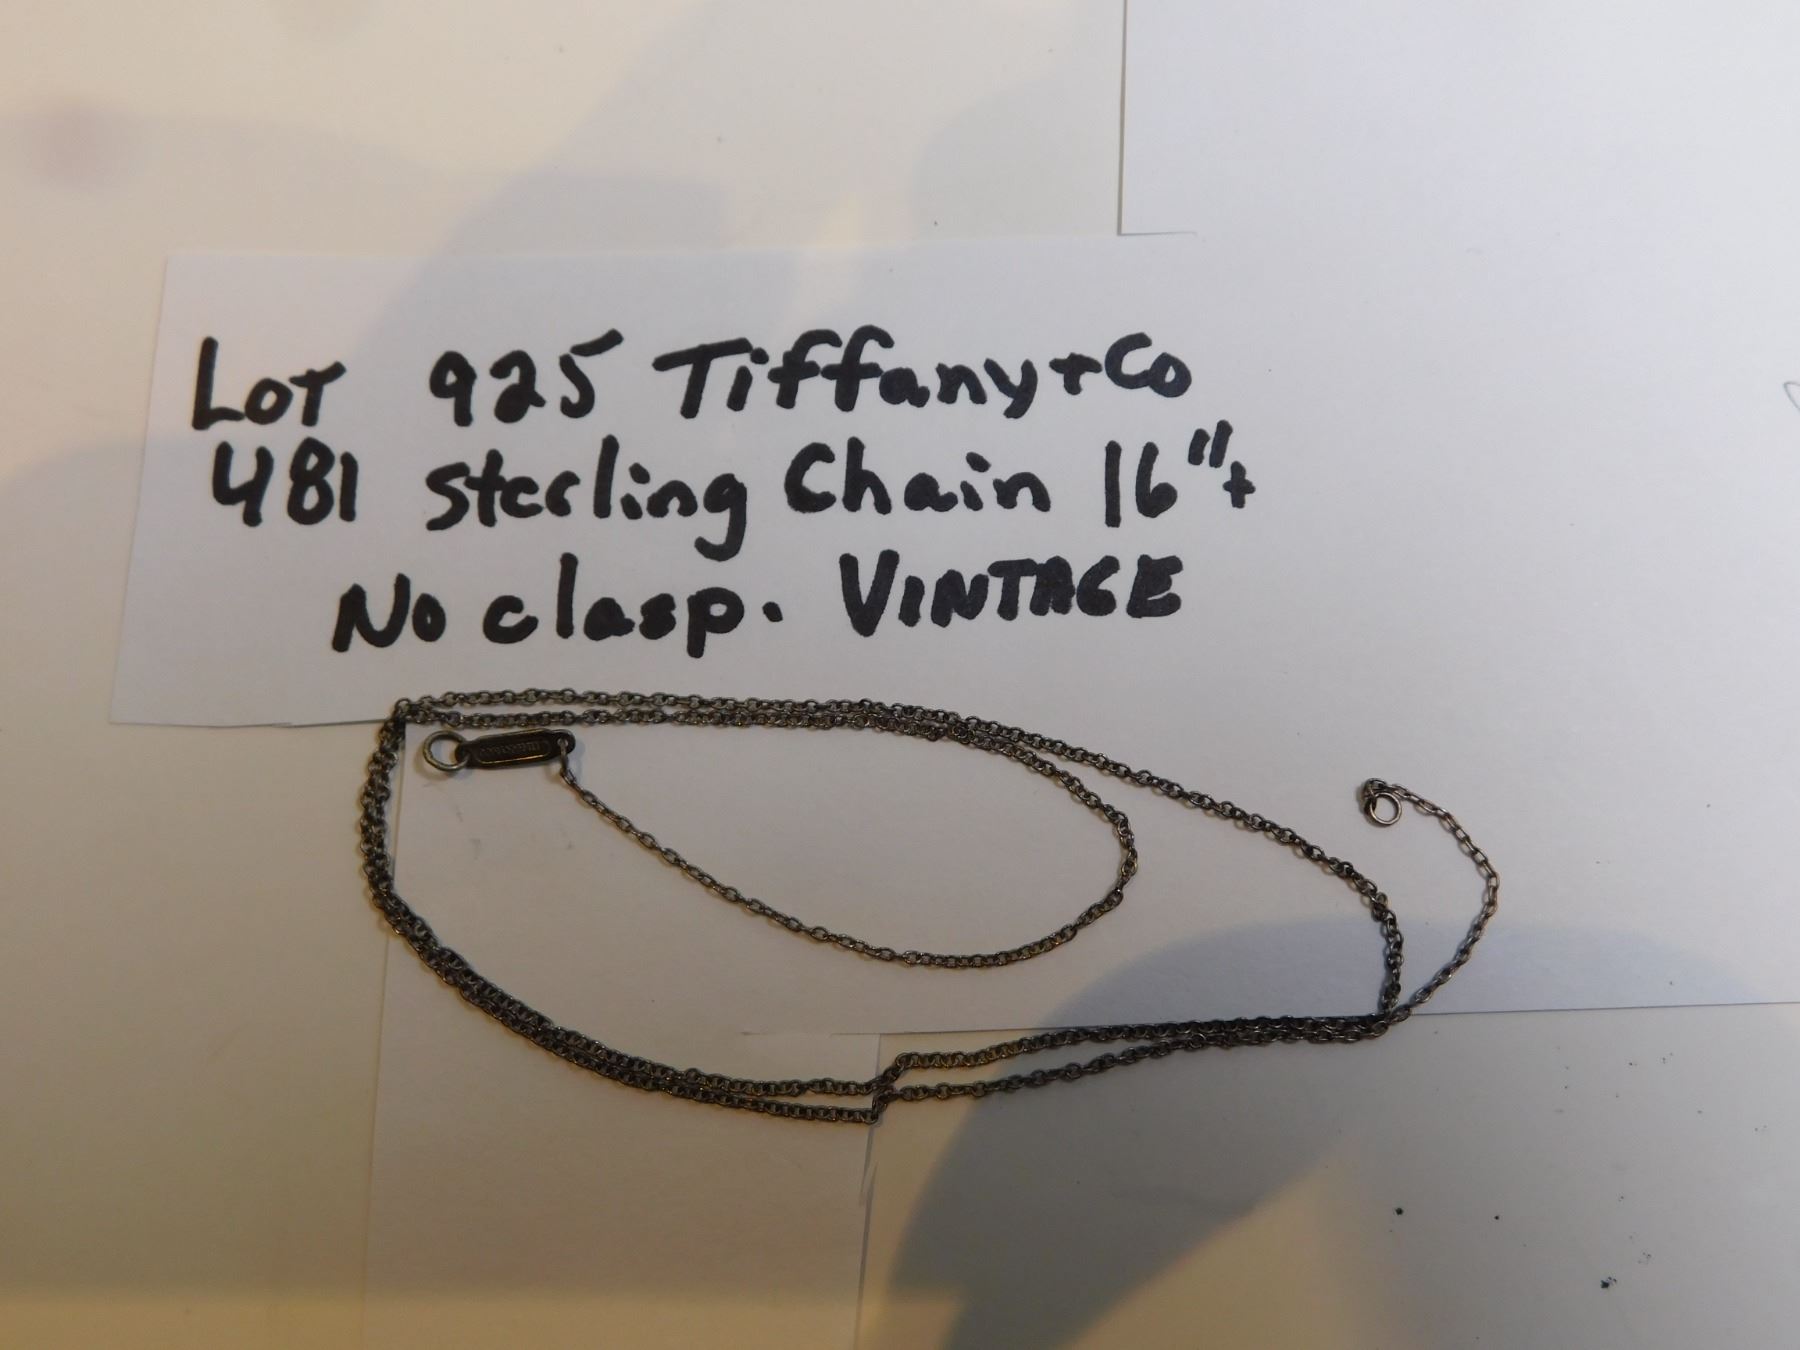 Lot 925 Tiffany+Co
481 Sterling Chain 16"+
No clasp. VINTAGE